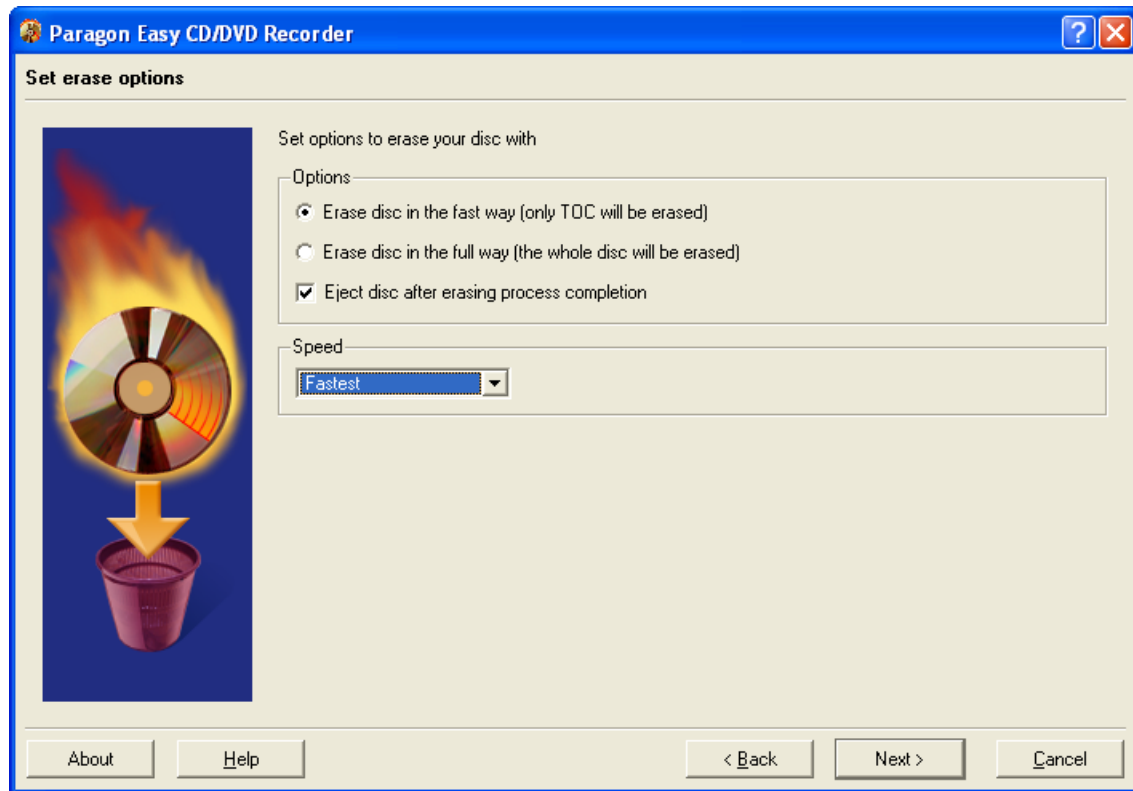 Paragon Easy CD/DVD Recorder
Set erase options
Set options to erase your disc with
Options
Erase disc in the fast way (only TOC will be erased)
Erase disc in the full way (the whole disc will be erased)
Eject disc after erasing process completion
Speed
Fastest
About Help < Back Next > Cancel